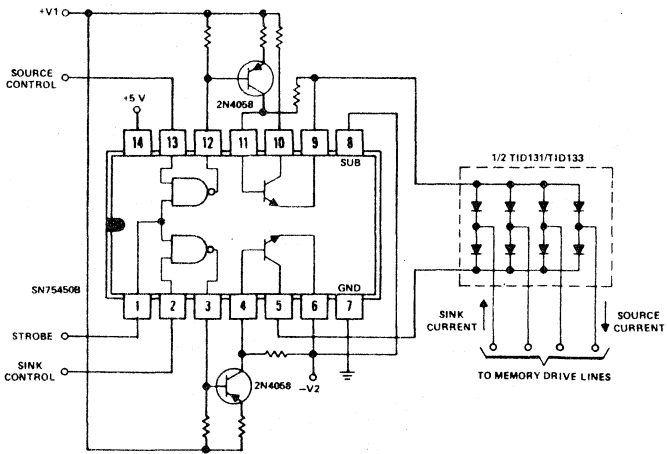 +V1
SOURCE
CONTROL
+5 V
2N4058
14
13
12
11
10
9
8
SUB
1/2 TID131/TID133
SN75450B
GND
1
2
3
4
5
6
7
STROBE
SINK
CONTROL
2N4058
−V2
SINK
CURRENT
SOURCE
CURRENT
TO MEMORY DRIVE LINES